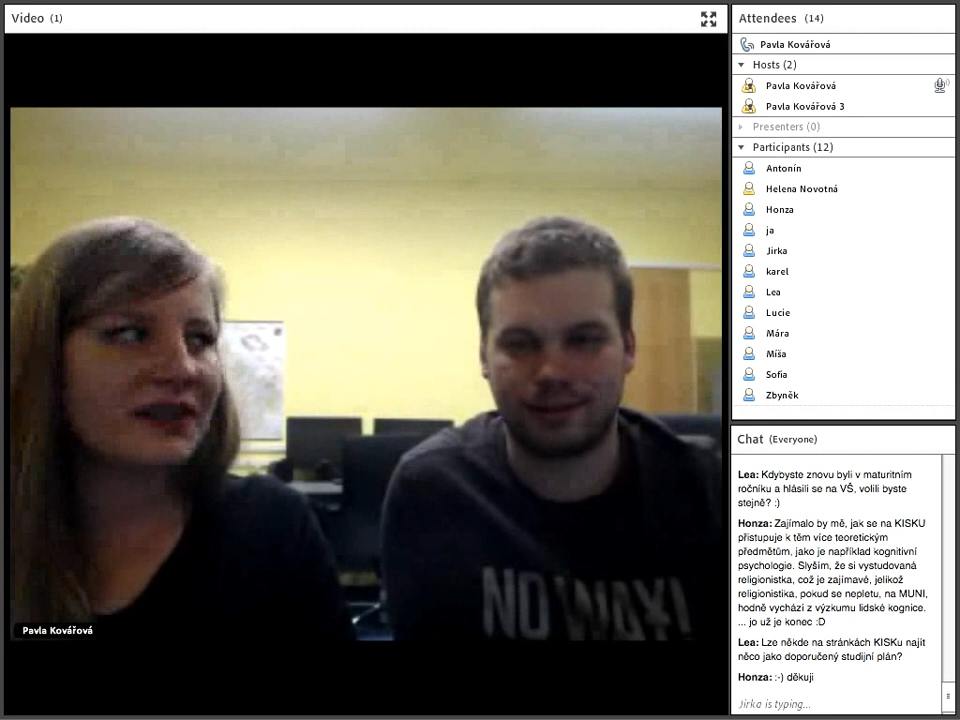 Video (1)
Pavla Kovářová
NO WAY!
Attendees (14)
Pavla Kovářová
Hosts (2)
Pavla Kovářová
Pavla Kovářová 3
Presenters (0)
Participants (12)
Antonín
Helena Novotná
Honza
ja
Jirka
karel
Lea
Lucie
Mára
Míša
Sofia
Zbyněk
Chat (Everyone)
Lea: Kdybyste znovu byli v maturitním
ročníku a hlásili se na VŠ, volili byste
stejně? :)
Honza: Zajímalo by mě, jak se na KISKU
přistupuje k těm více teoretickým
předmětům, jako je například kognitivní
psychologie. Slyším, že si vystudovaná
religionistka, což je zajímavé, jelikož
religionistika, pokud se nepletu, na MUNI,
hodně vychází z výzkumu lidské kognice.
... jo už je konec :D
Lea: Lze někde na stránkách KISKu najít
něco jako doporučený studijní plán?
Honza: :-) děkuji
Jirka is typing...